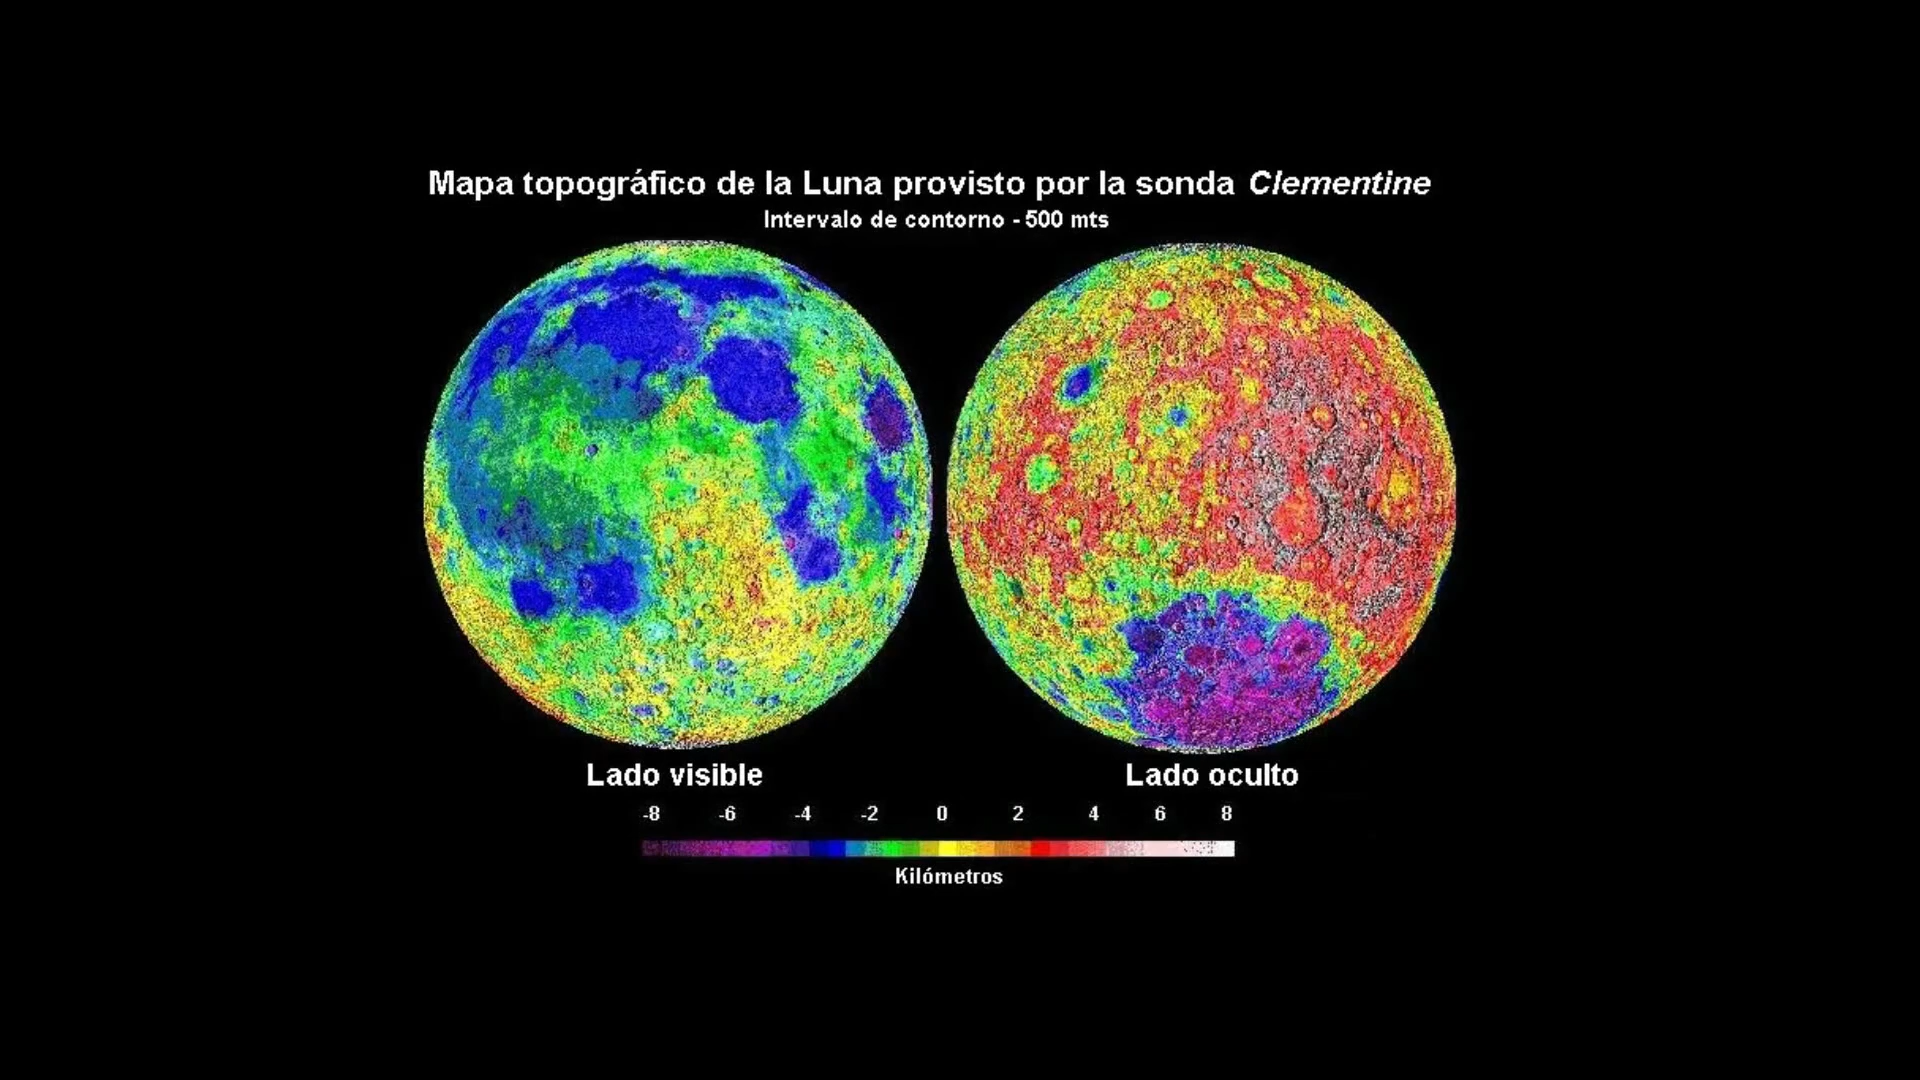 Mapa topográfico de la Luna provisto por la sonda Clementine
Intervalo de contorno - 500 mts
Lado visible
Lado oculto
-8 -6 -4 -2 0 2 4 6 8
Kilómetros